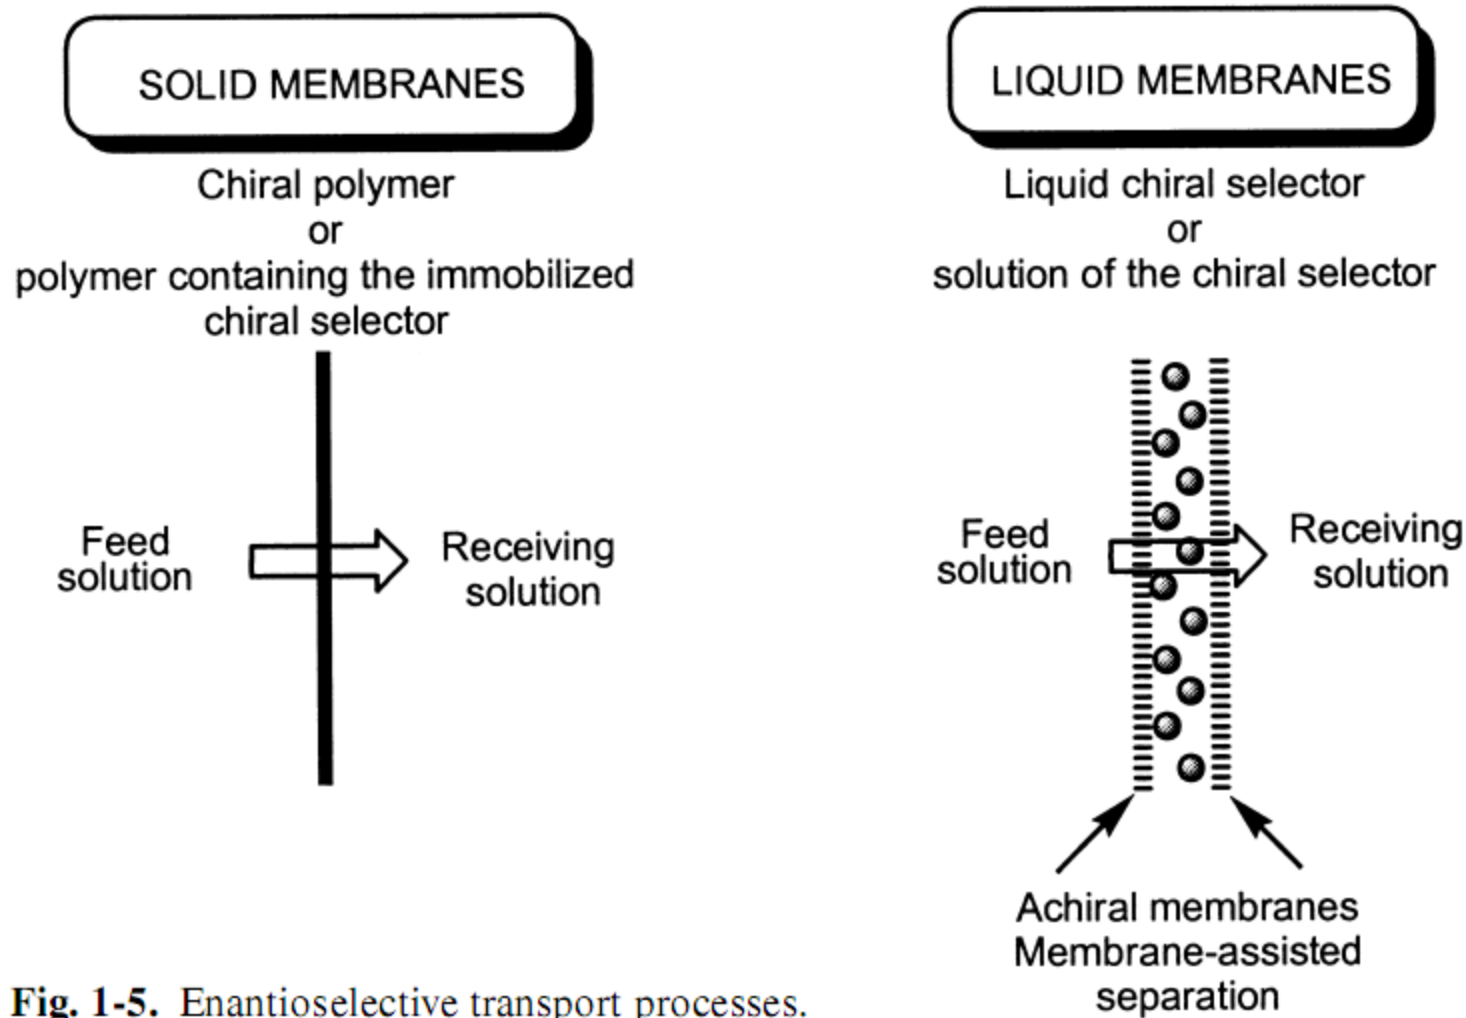 SOLID MEMBRANES
Chiral polymer
or
polymer containing the immobilized
chiral selector
Feed
solution
Receiving
solution
LIQUID MEMBRANES
Liquid chiral selector
or
solution of the chiral selector
Feed
solution
Receiving
solution
Achiral membranes
Membrane-assisted
separation
Fig. 1-5. Enantioselective transport processes.